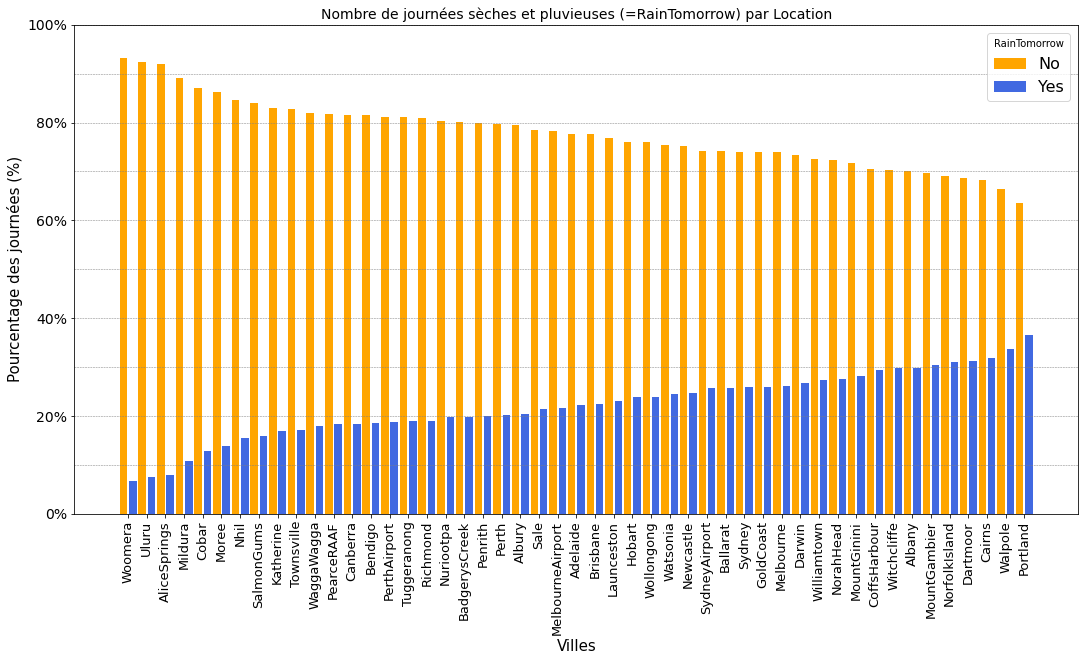 Nombre de journées sèches et pluvieuses (=RainTomorrow) par Location
100%
80%
60%
40%
20%
0%
Pourcentage des journées (%)
RainTomorrow
No
Yes
Woomera
Uluru
AliceSprings
Mildura
Cobar
Moree
Nhil
SalmonGums
Katherine
Townsville
WaggaWagga
PearceRAAF
Canberra
Bendigo
PerthAirport
Tuggeranong
Richmond
Nuriootpa
BadgerysCreek
Penrith
Perth
Albury
Sale
MelbourneAirport
Adelaide
Brisbane
Launceston
Hobart
Wollongong
Watsonia
Newcastle
SydneyAirport
Ballarat
Sydney
GoldCoast
Melbourne
Darwin
Williamtown
NorahHead
MountGinini
CoffsHarbour
Witchcliffe
Albany
MountGambier
NorfolkIsland
Dartmoor
Cairns
Walpole
Portland
Villes